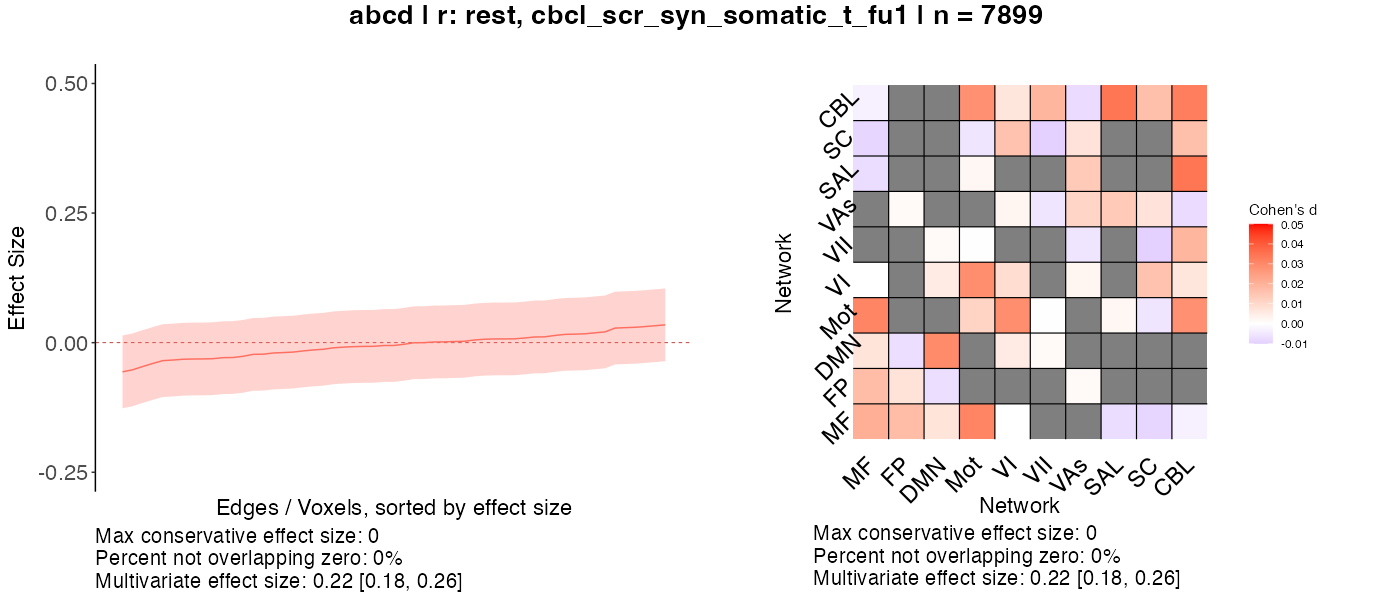 abcd | r: rest, cbcl_scr_syn_somatic_t_fu1 | n = 7899
Effect Size
0.50
0.25
0.00
-0.25
Edges / Voxels, sorted by effect size
Max conservative effect size: 0
Percent not overlapping zero: 0%
Multivariate effect size: 0.22 [0.18, 0.26]
Network
CBL
SC
SAL
VAs
VII
VI
Mot
DMN
FP
MF
MF
FP
DMN
Mot
VI
VII
VAs
SAL
SC
CBL
Network
Max conservative effect size: 0
Percent not overlapping zero: 0%
Multivariate effect size: 0.22 [0.18, 0.26]
Cohen's d
0.05
0.04
0.03
0.02
0.01
0.00
-0.01